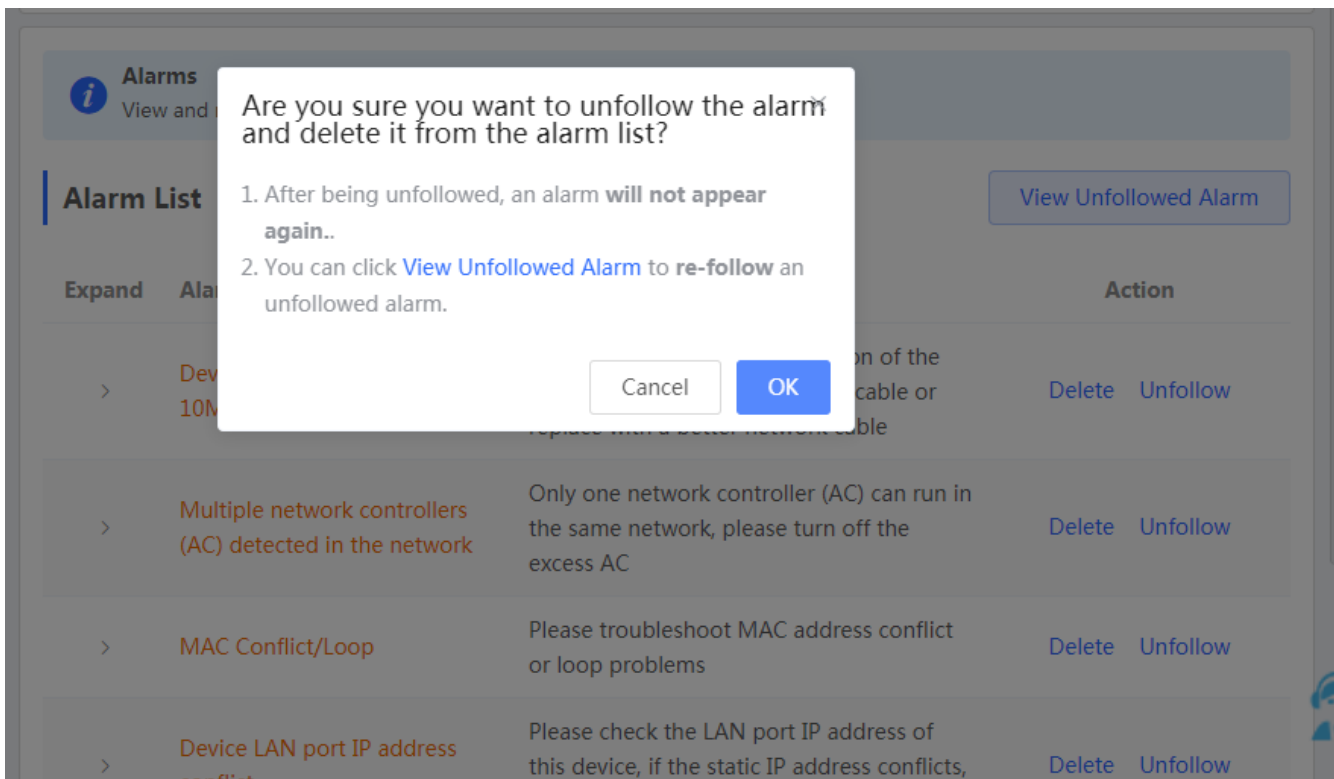 Alarms
View and
Are you sure you want to unfollow the alarm
and delete it from the alarm list?
1. After being unfollowed, an alarm will not appear
again..
2. You can click View Unfollowed Alarm to re-follow an
unfollowed alarm.
Cancel
OK
Alarm List
View Unfollowed Alarm
Expand
Action
10M
of the
cable or
replace with a better network cable
Delete Unfollow
Multiple network controllers
(AC) detected in the network
Only one network controller (AC) can run in
the same network, please turn off the
excess AC
Delete Unfollow
MAC Conflict/Loop
Please troubleshoot MAC address conflict
or loop problems
Delete Unfollow
Device LAN port IP address
Please check the LAN port IP address of
this device, if the static IP address conflicts,
Delete Unfollow